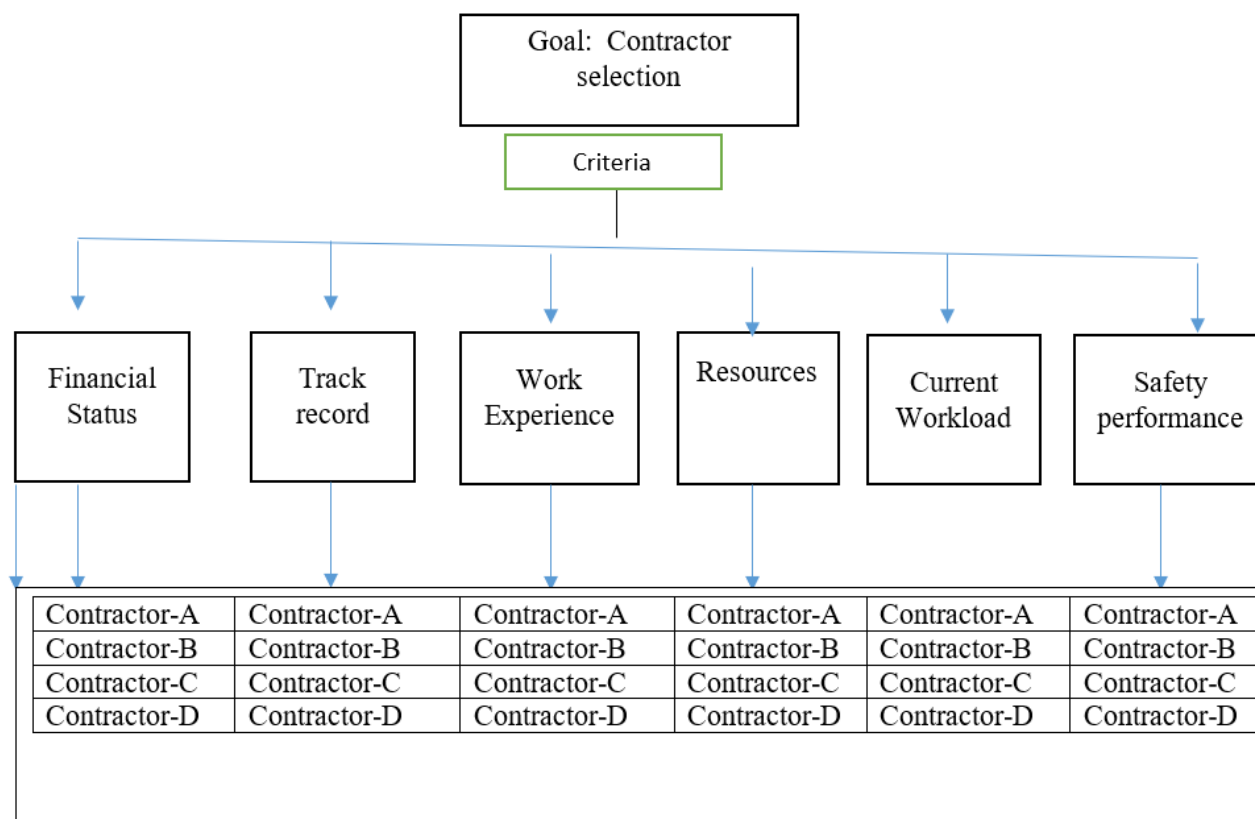 Goal: Contractor
selection
Criteria
Financial
Status
Track
record
Work
Experience
Resources
Current
Workload
Safety
performance
Contractor-A Contractor-A Contractor-A Contractor-A Contractor-A Contractor-A
Contractor-B Contractor-B Contractor-B Contractor-B Contractor-B Contractor-B
Contractor-C Contractor-C Contractor-C Contractor-C Contractor-C Contractor-C
Contractor-D Contractor-D Contractor-D Contractor-D Contractor-D Contractor-D